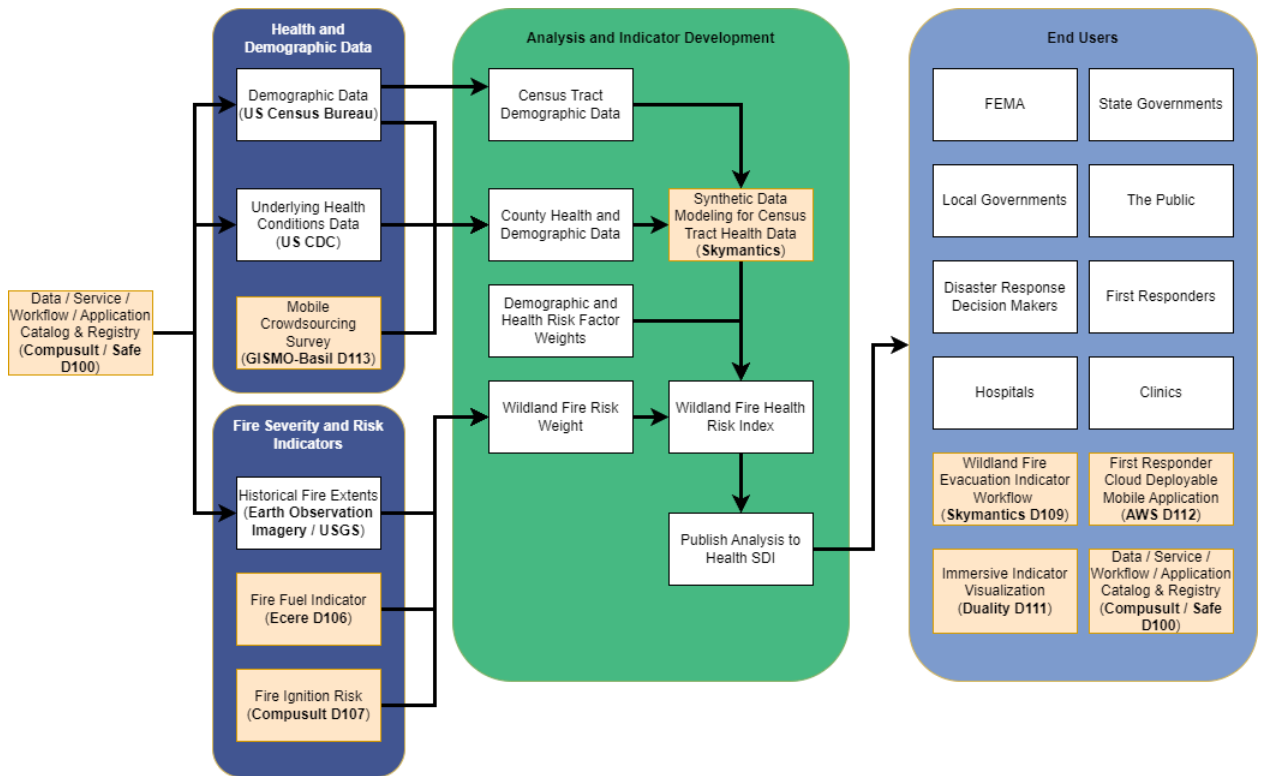 Data / Service /
Workflow / Application
Catalog & Registry
(Compusult / Safe
D100)
Health and
Demographic Data
Demographic Data
(US Census Bureau)
Underlying Health
Conditions Data
(US CDC)
Mobile
Crowdsourcing
Survey
(GISMO-Basil D113)
Fire Severity and Risk
Indicators
Historical Fire Extents
(Earth Observation
Imagery / USGS)
Fire Fuel Indicator
(Ecere D106)
Fire Ignition Risk
(Compusult D107)
Analysis and Indicator Development
Census Tract
Demographic Data
County Health and
Demographic Data
Synthetic Data
Modeling for Census
Tract Health Data
(Skymantics)
Demographic and
Health Risk Factor
Weights
Wildland Fire Risk
Weight
Wildland Fire Health
Risk Index
Publish Analysis to
Health SDI
End Users
FEMA
State Governments
Local Governments
The Public
Disaster Response
Decision Makers
First Responders
Hospitals
Clinics
Wildland Fire
Evacuation Indicator
Workflow
(Skymantics D109)
First Responder
Cloud Deployable
Mobile Application
(AWS D112)
Immersive Indicator
Visualization
(Duality D111)
Data / Service /
Workflow / Application
Catalog & Registry
(Compusult / Safe
D100)